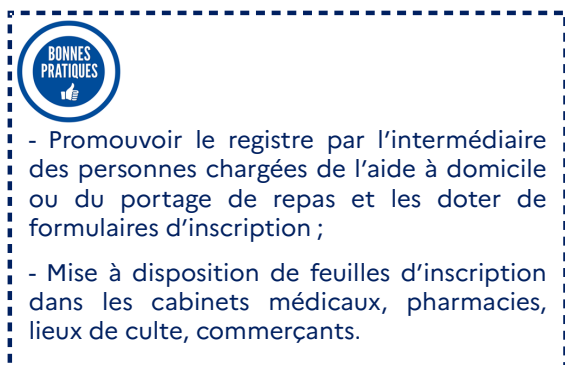 BONNES
PRATIQUES
- Promouvoir le registre par l’intermédiaire
des personnes chargées de l’aide à domicile
ou du portage de repas et les doter de
formulaires d’inscription ;
- Mise à disposition de feuilles d’inscription
dans les cabinets médicaux, pharmacies,
lieux de culte, commerçants.